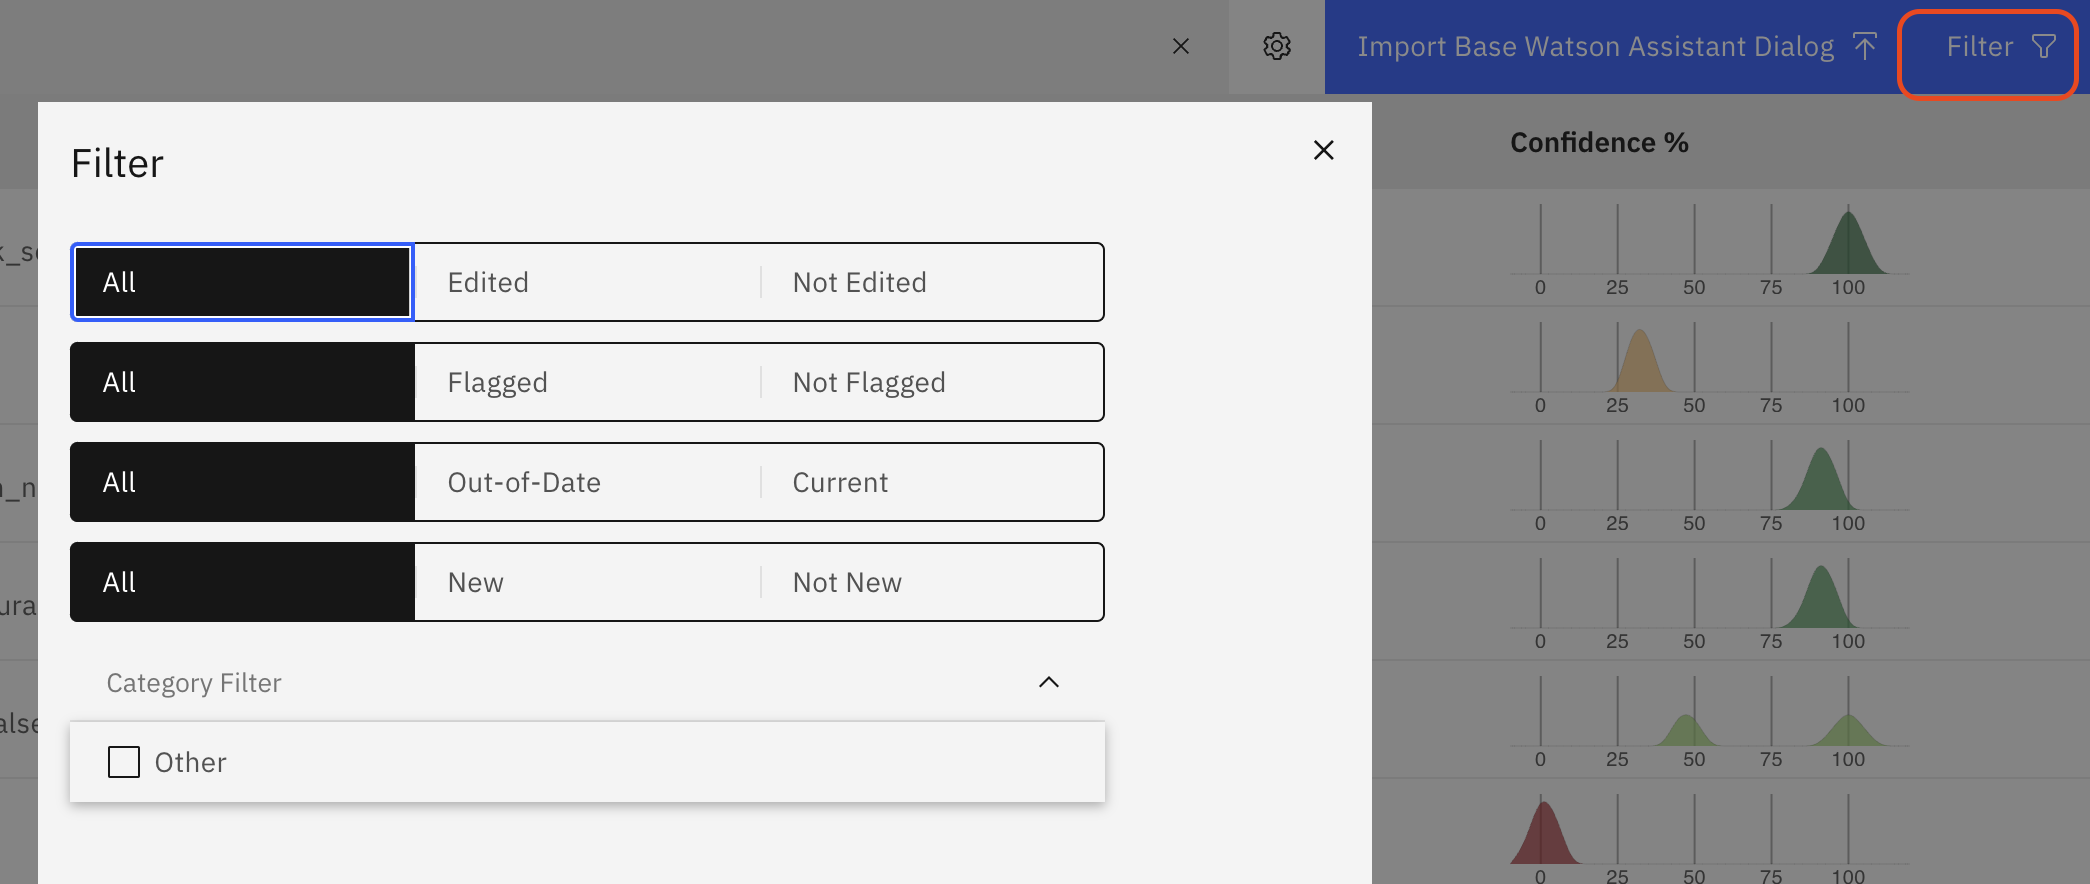 Import Base Watson Assistant Dialog
Filter
Confidence %
Filter
All Edited Not Edited
All Flagged Not Flagged
All Out-of-Date Current
All New Not New
Category Filter
Other
0 25 50 75 100
0 25 50 75 100
0 25 50 75 100
0 25 50 75 100
0 25 50 75 100
0 25 50 75 100